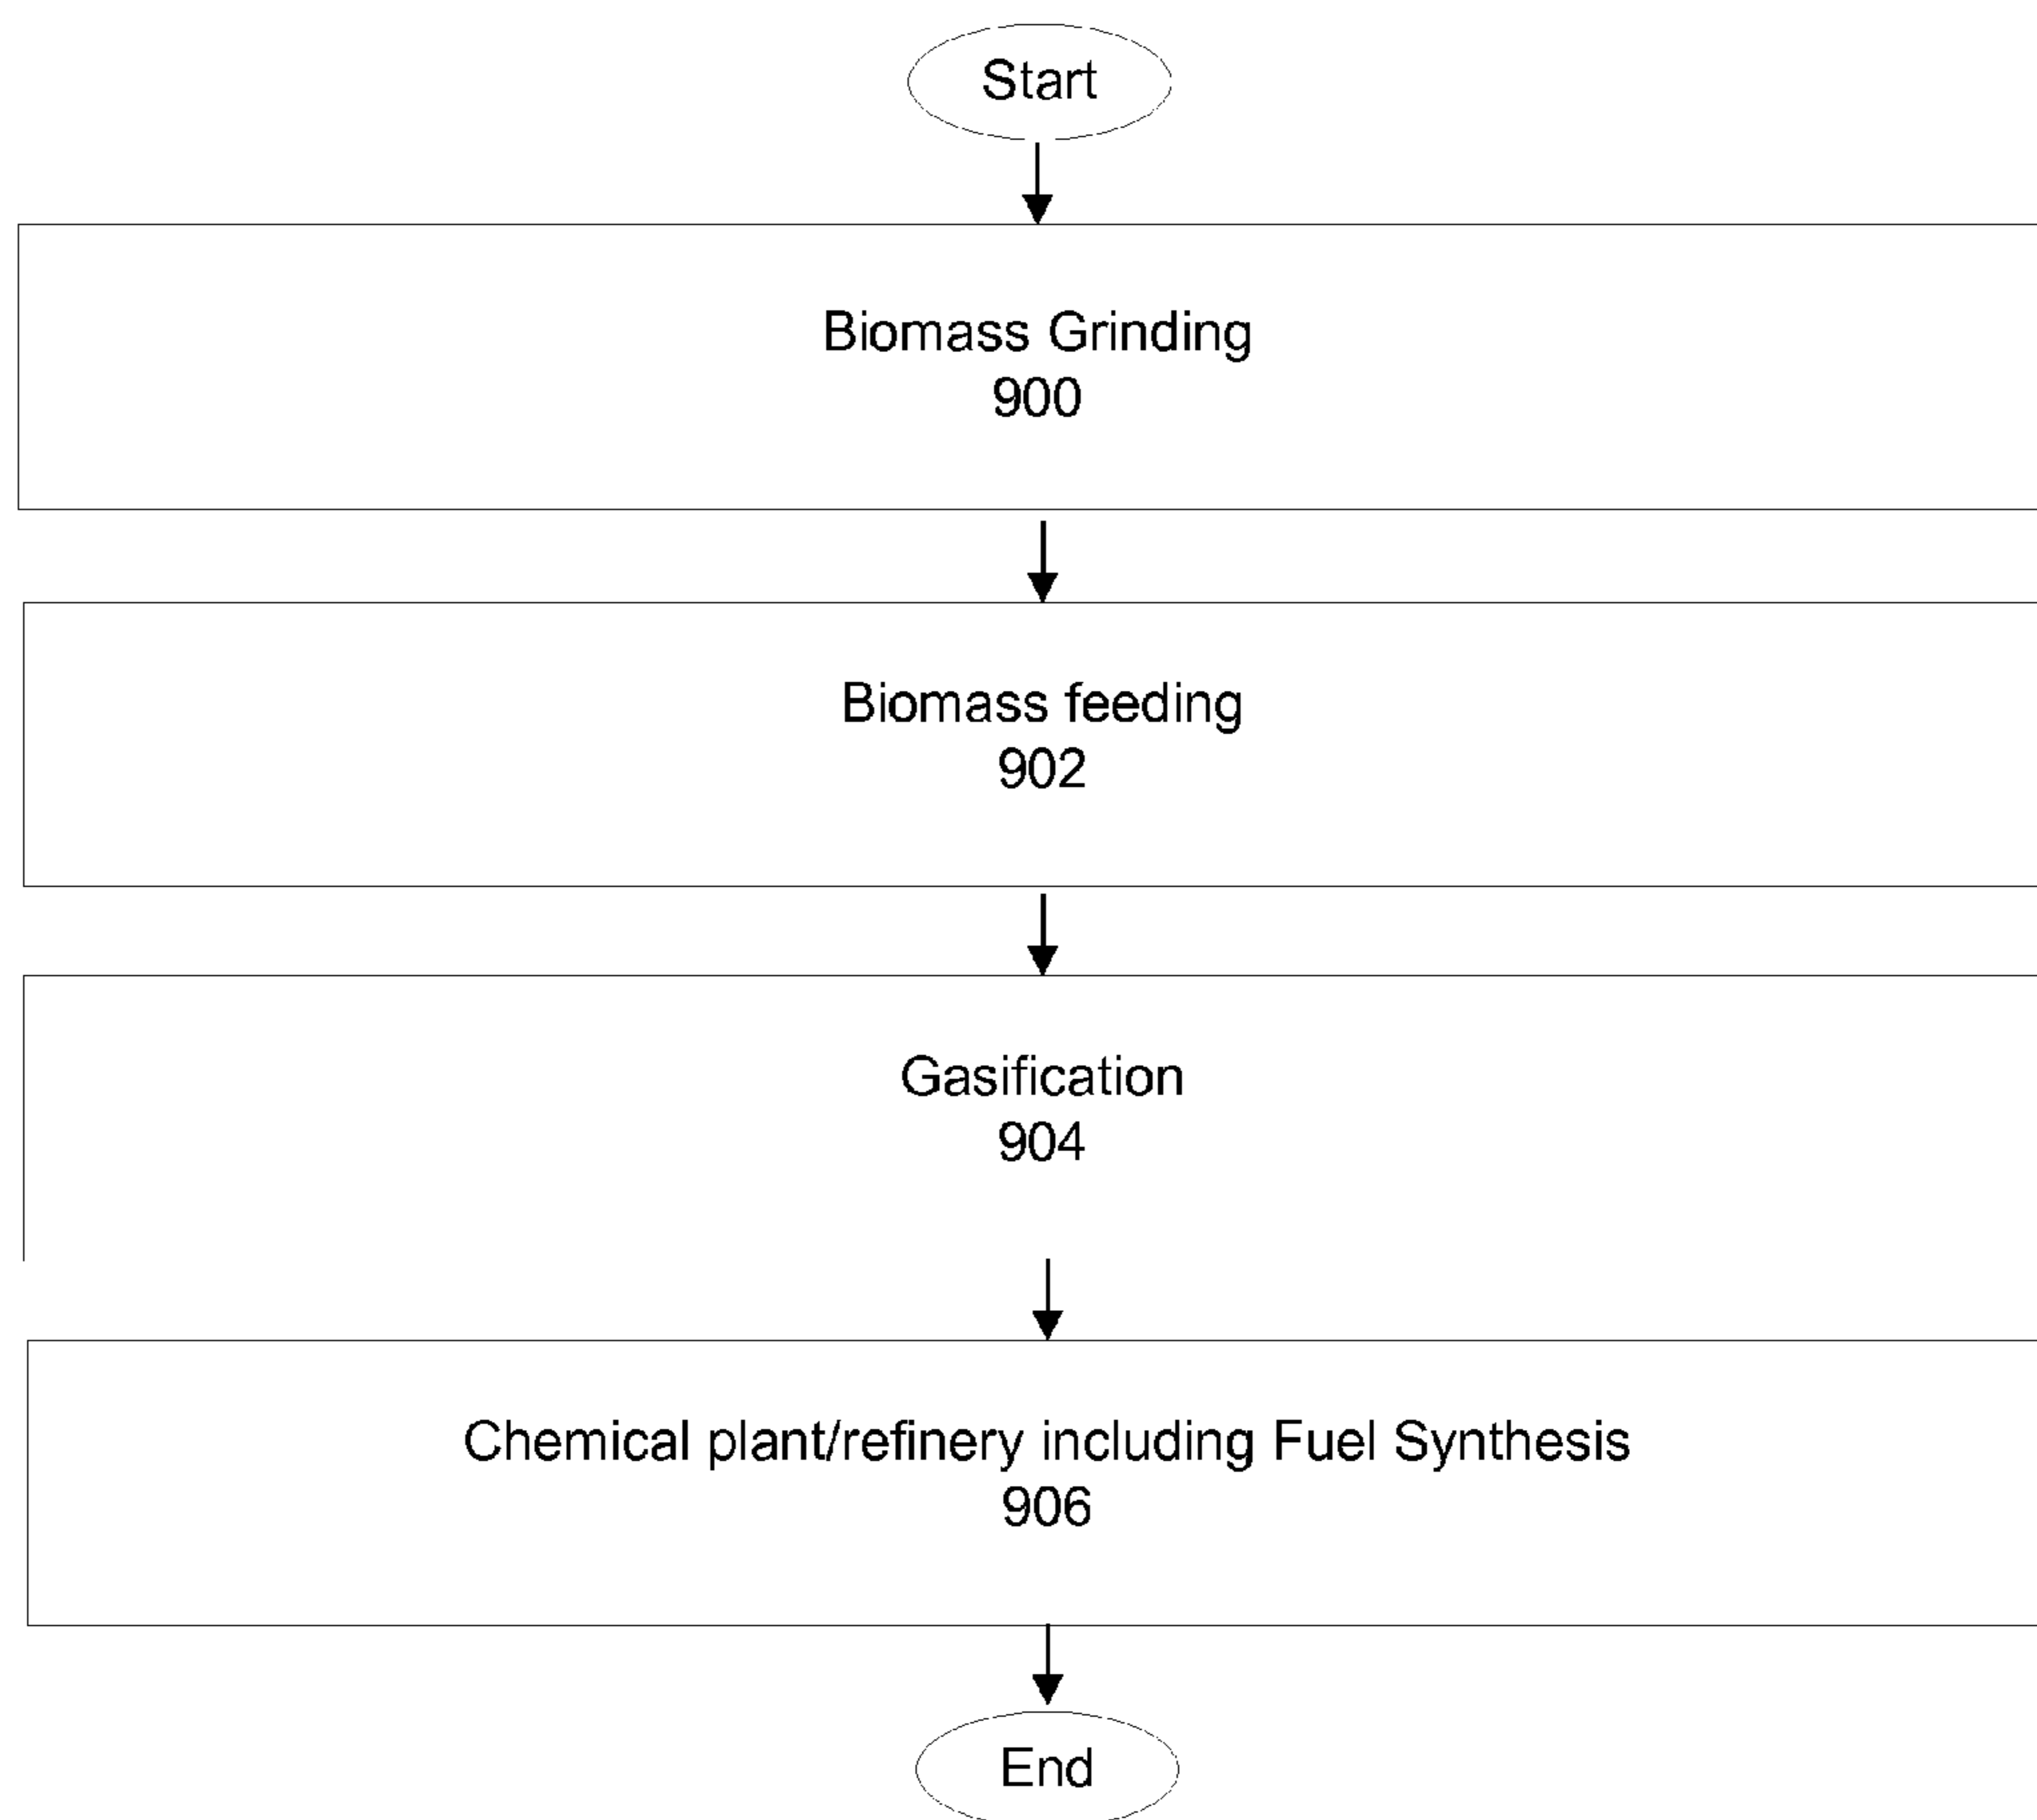 Start
Biomass Grinding
900
Biomass feeding
902
Gasification
904
Chemical plant/refinery including Fuel Synthesis
906
End